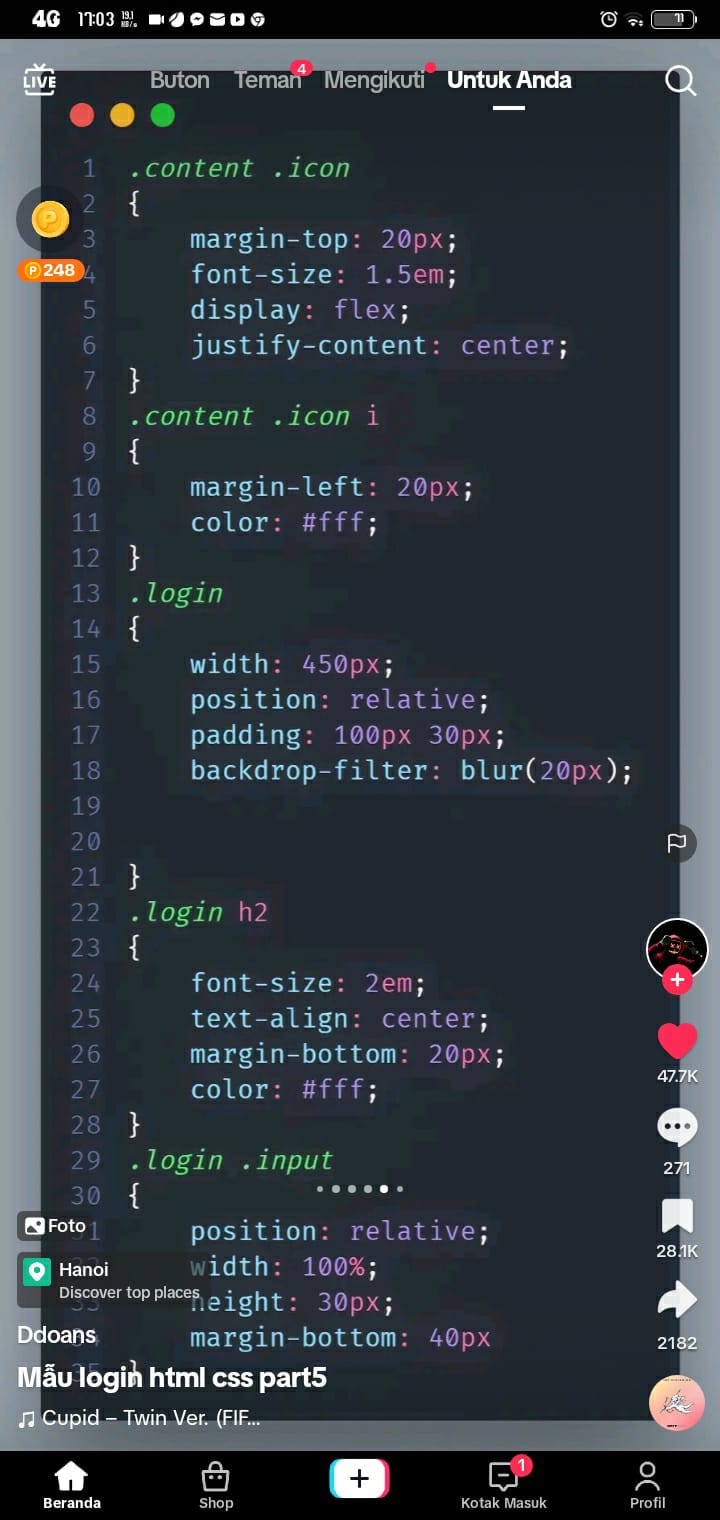 4G 17:03 19.1 KB/s 71
LIVE Buton Teman 4 Mengikuti Untuk Anda
1 .content .icon
2 {
3 margin-top: 20px;
4 font-size: 1.5em;
5 display: flex;
6 justify-content: center;
7 }
8 .content .icon i
9 {
10 margin-left: 20px;
11 color: #fff;
12 }
13 .login
14 {
15 width: 450px;
16 position: relative;
17 padding: 100px 30px;
18 backdrop-filter: blur(20px);
19
20
21 }
22 .login h2
23 {
24 font-size: 2em;
25 text-align: center;
26 margin-bottom: 20px;
27 color: #fff;
28 }
29 .login .input
30 {
31 position: relative;
width: 100%;
33 height: 30px;
margin-bottom: 40px
35 }
P
P 248
47.7K
271
28.1K
2182
Foto
Hanoi
Discover top places
Ddoans
Mẫu login html css part5
Cupid – Twin Ver. (FIF...
Beranda Shop Kotak Masuk 1 Profil